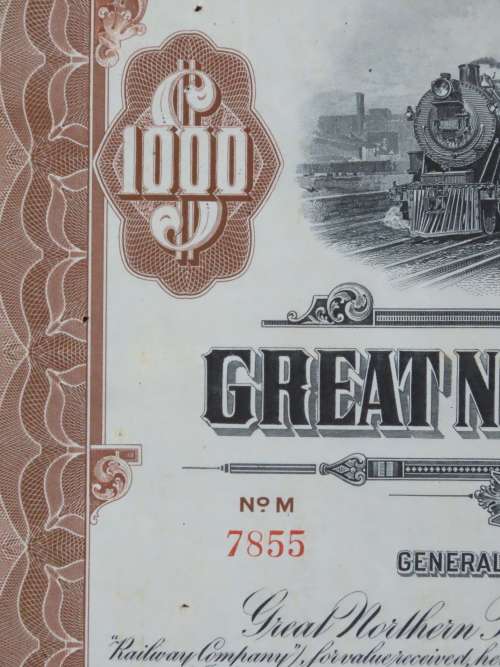 $1000
GREAT N
No M
7855
GENERAL
Great Northern
"Railway Company"), for value received, h